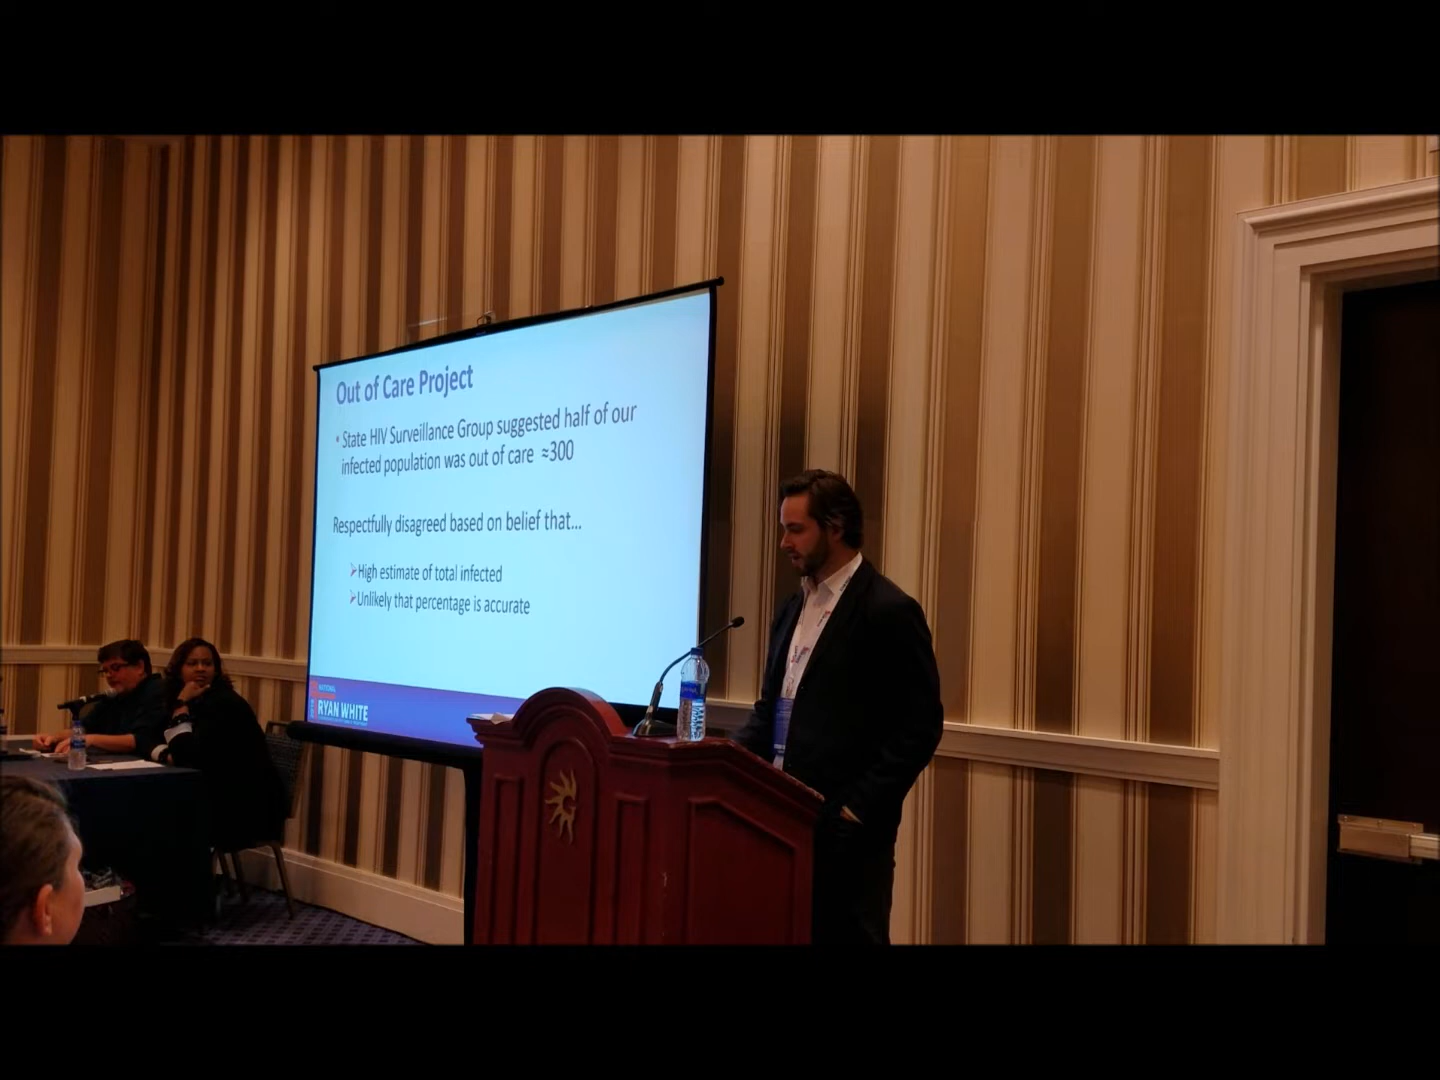 Out of Care Project
• State HIV Surveillance Group suggested half of our
infected population was out of care ≈300
Respectfully disagreed based on belief that...
➢High estimate of total infected
➢Unlikely that percentage is accurate
NATIONAL
RYAN WHITE